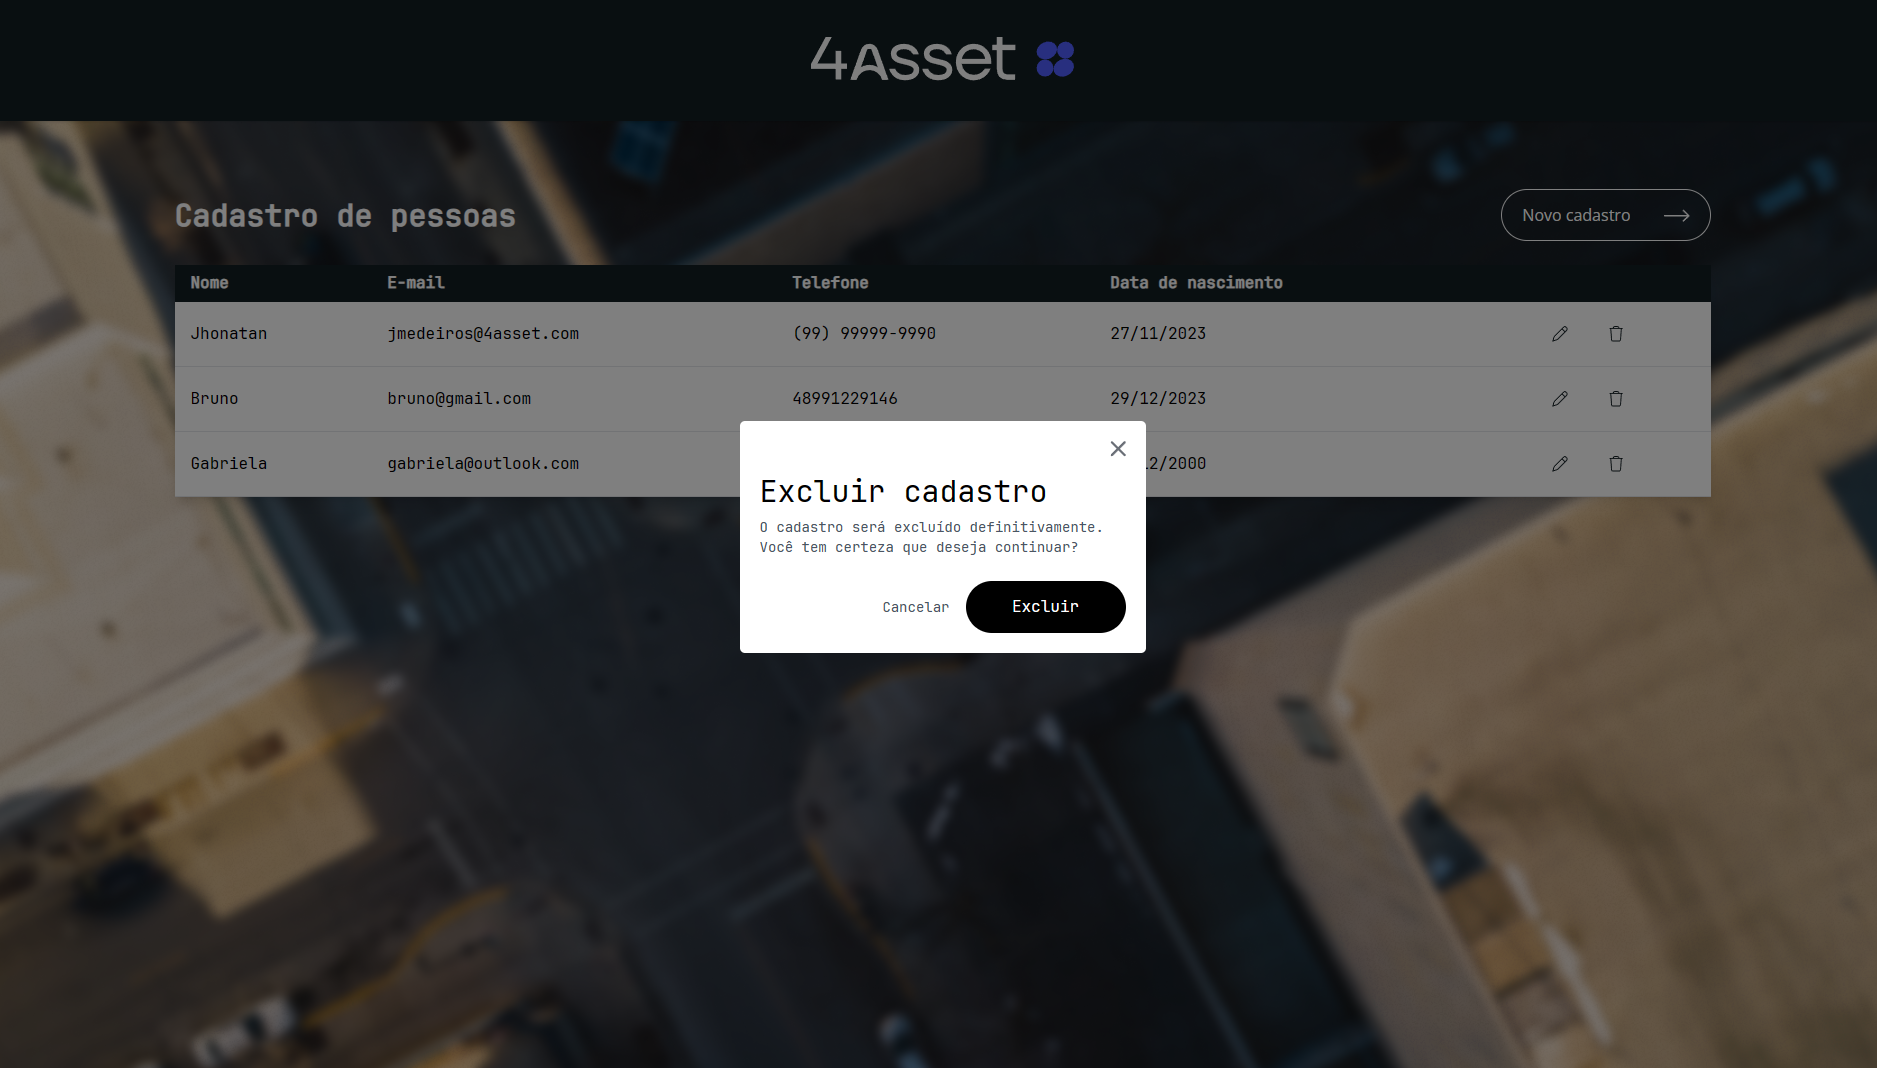 4Asset
Cadastro de pessoas
Novo cadastro
Nome E-mail Telefone Data de nascimento
Jhonatan jmedeiros@4asset.com (99) 99999-9990 27/11/2023
Bruno bruno@gmail.com 48991229146 29/12/2023
Gabriela gabriela@outlook.com 2/2000
Excluir cadastro
O cadastro será excluído definitivamente.
Você tem certeza que deseja continuar?
Cancelar Excluir